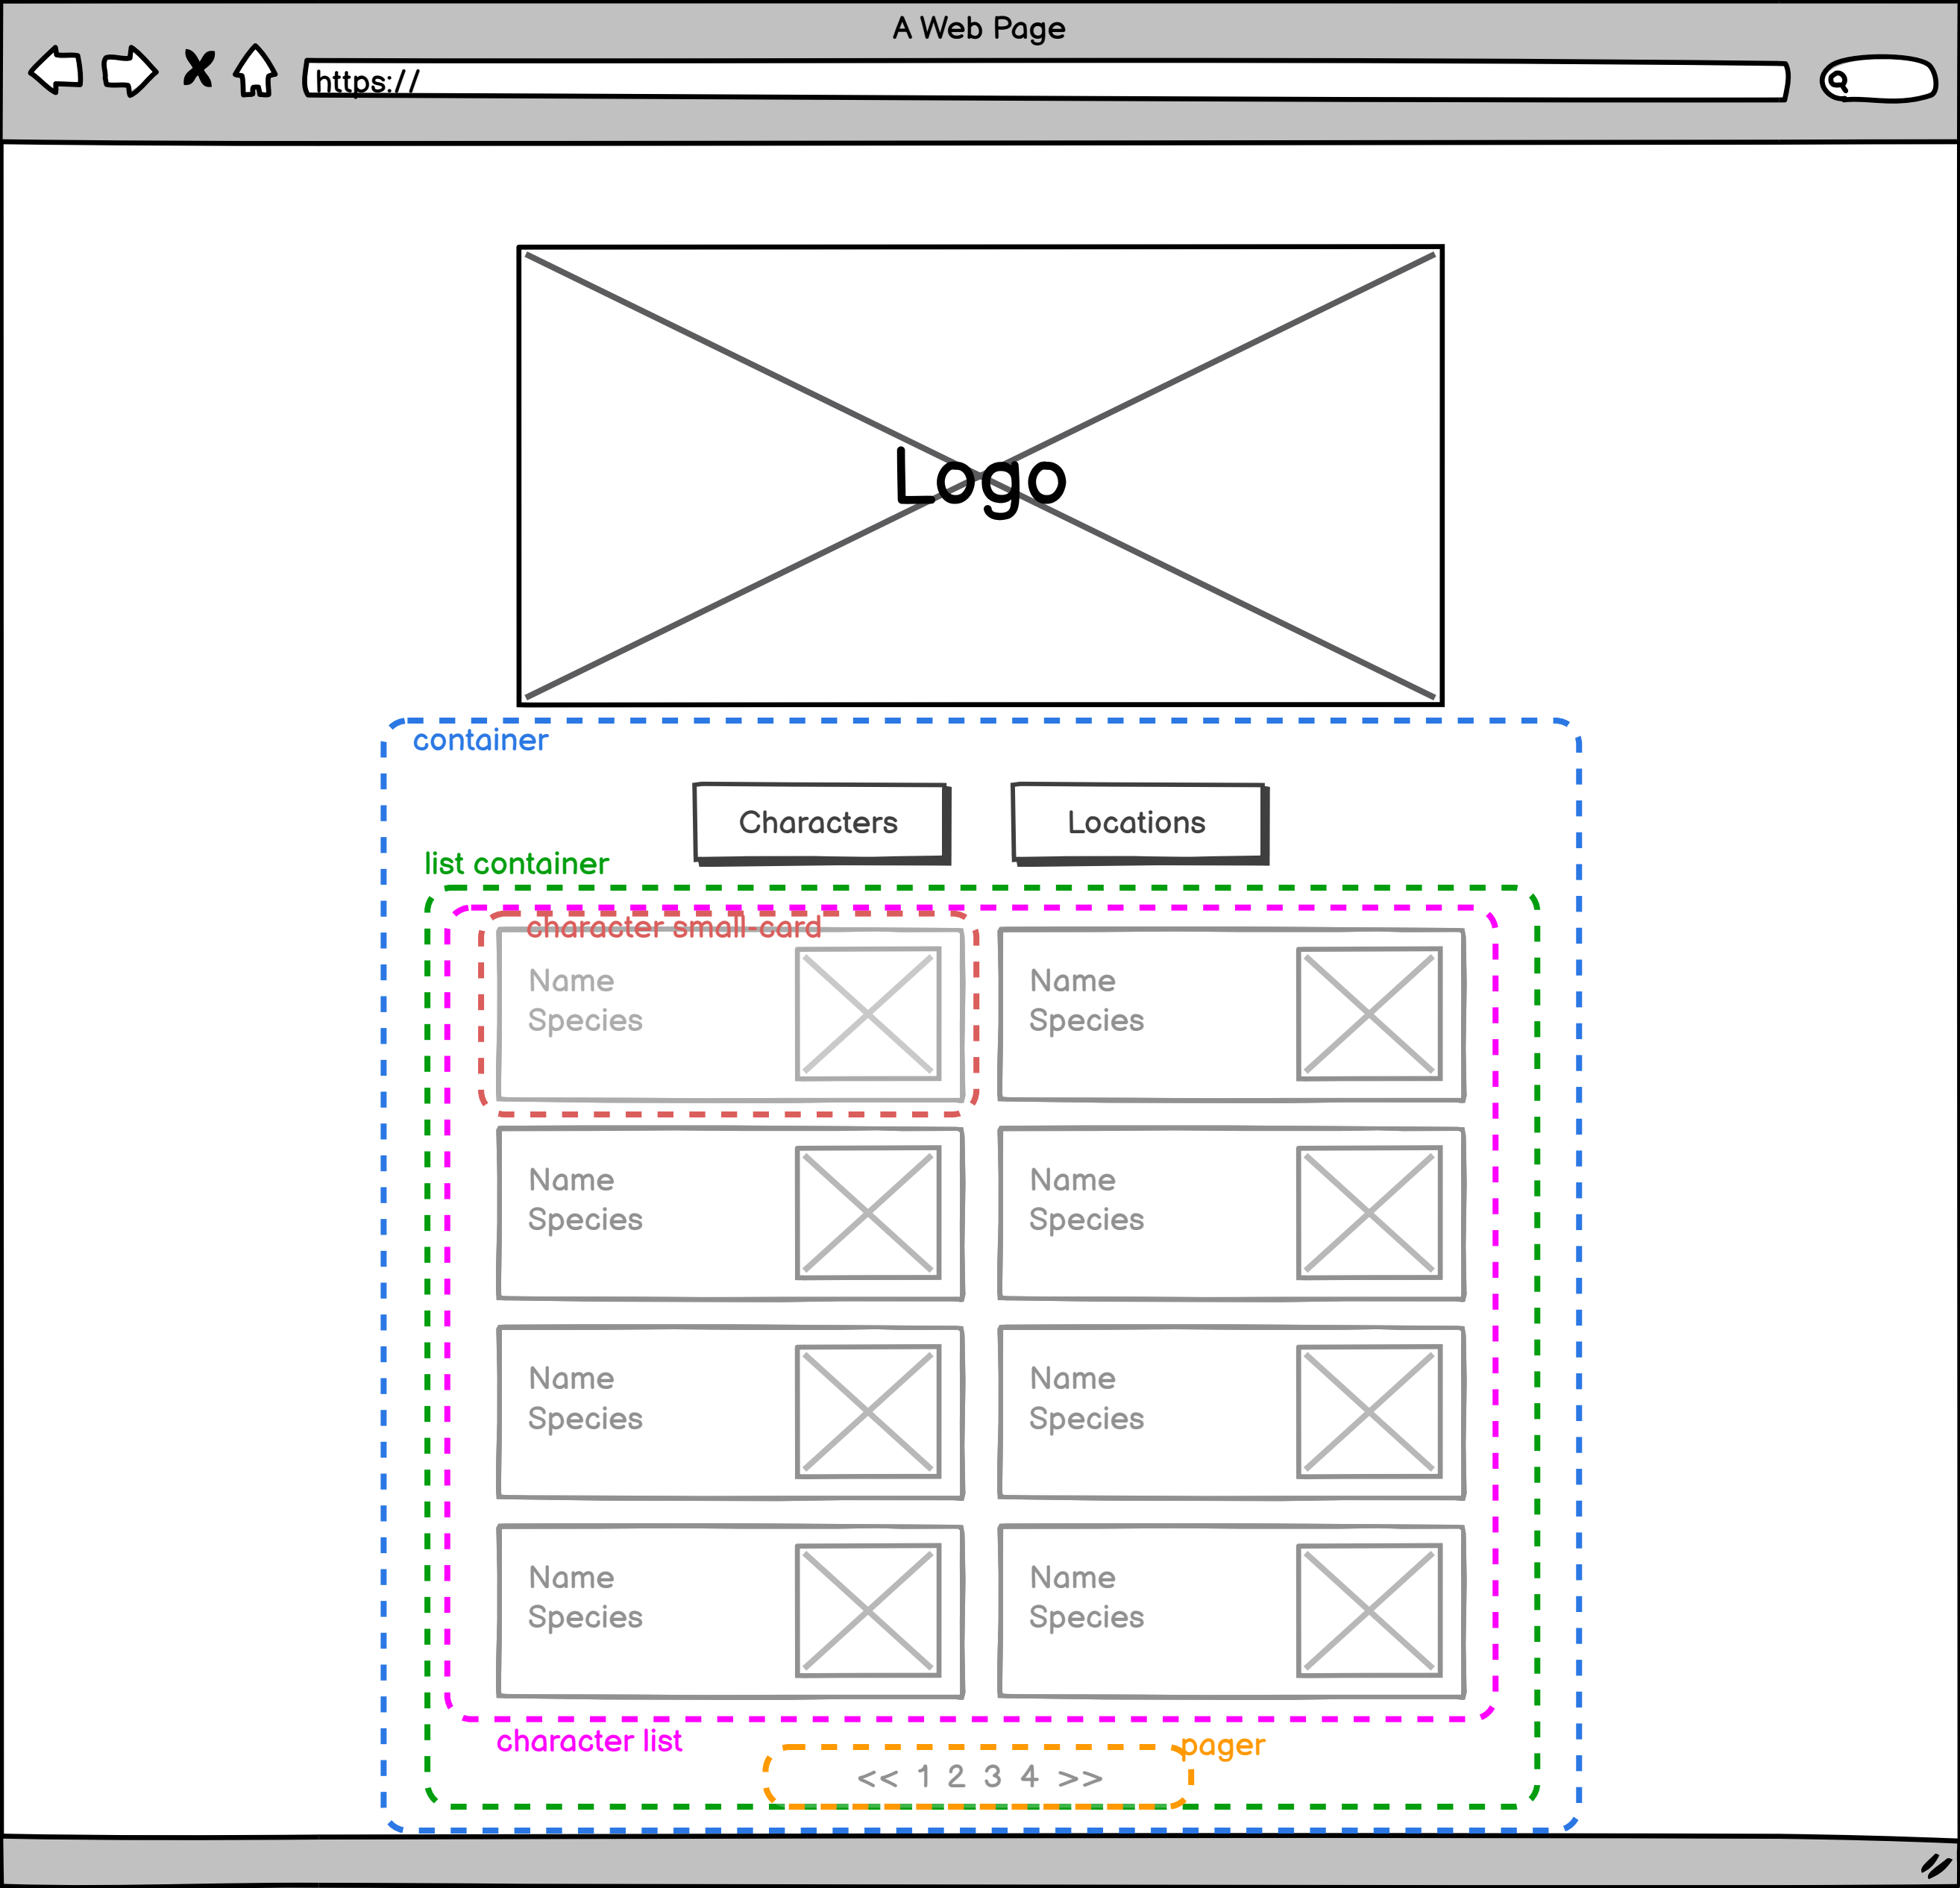 A Web Page
https://
Logo
container
Characters
Locations
list container
character small-card
Name
Species
Name
Species
Name
Species
Name
Species
Name
Species
Name
Species
Name
Species
Name
Species
character list
pager
<< 1 2 3 4 >>